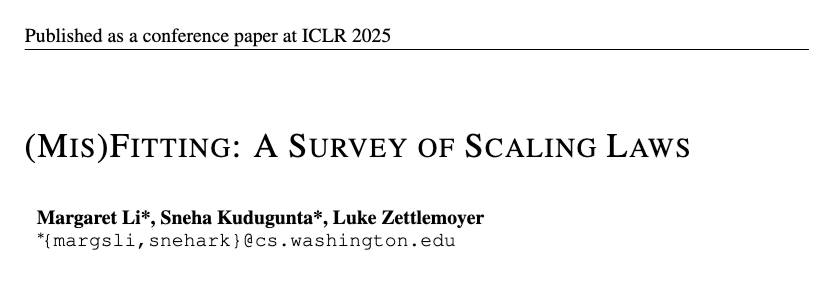 Published as a conference paper at ICLR 2025
(MIS)FITTING: A SURVEY OF SCALING LAWS
Margaret Li*, Sneha Kudugunta*, Luke Zettlemoyer
*{margsli,snehark}@cs.washington.edu